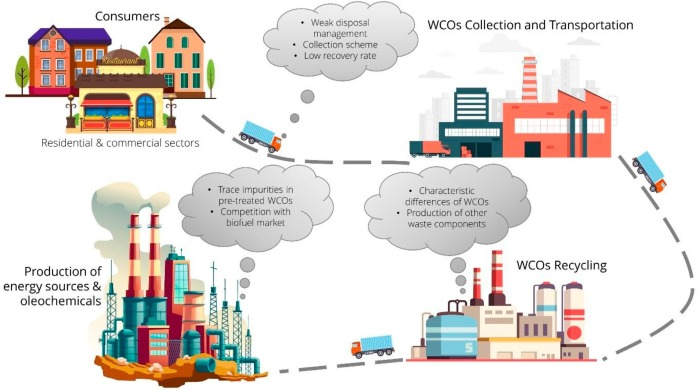 Consumers
Restaurant
Residential & commercial sectors
• Weak disposal
management
• Collection scheme
• Low recovery rate
WCOs Collection and Transportation
• Trace impurities in
pre-treated WCOs
• Competition with
biofuel market
• Characteristic
differences of WCOs
• Production of other
waste components
Production of
energy sources &
oleochemicals
WCOs Recycling
S